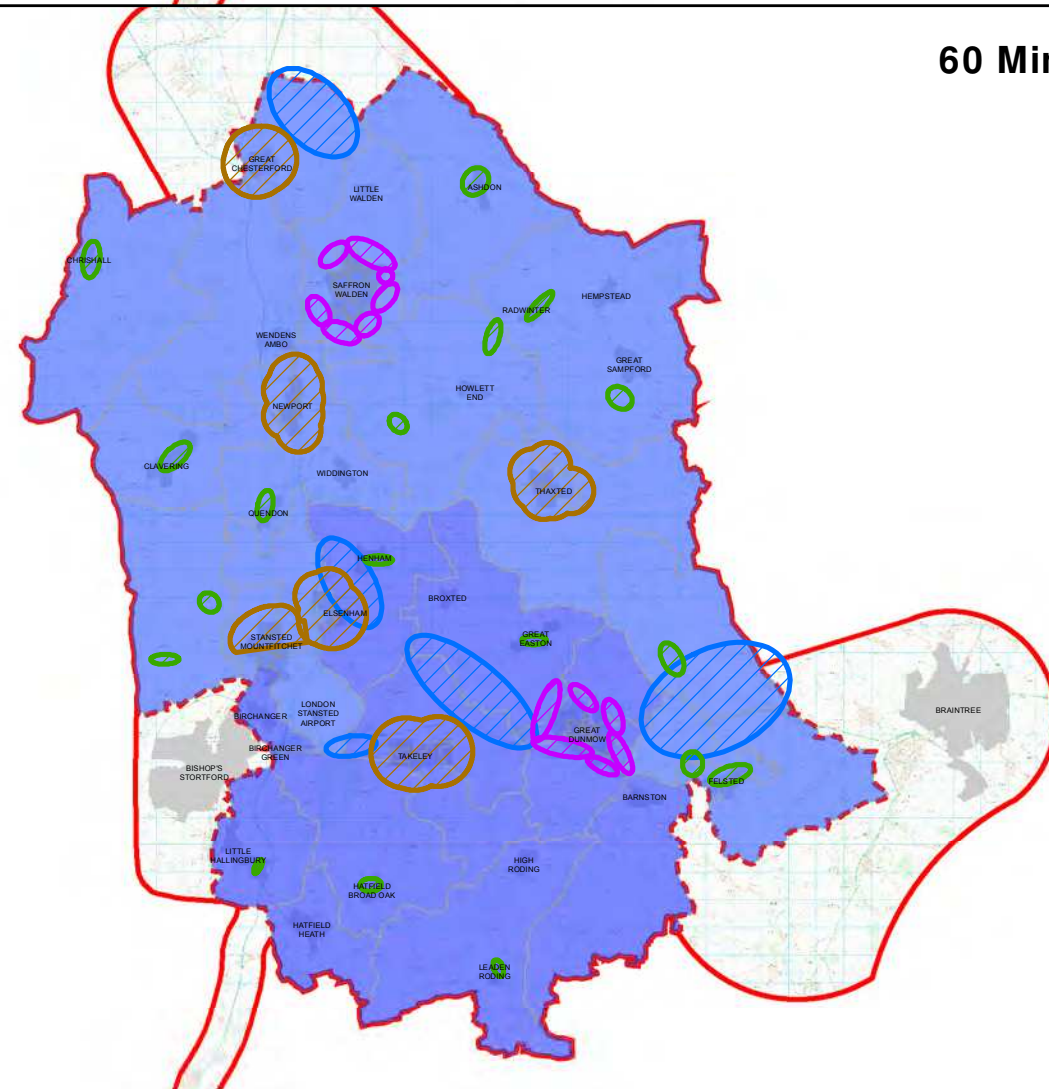 60 Min
GREAT
CHESTERFORD
LITTLE
WALDEN
ASHDON
CHRISHALL
SAFFRON
WALDEN
HEMPSTEAD
RADWINTER
WENDENS
AMBO
GREAT
SAMPFORD
HOWLETT
END
NEWPORT
CLAVERING
WIDDINGTON
THAXTED
QUENDON
HENHAM
BROXTED
ELSENHAM
STANSTED
MOUNTFITCHET
GREAT
EASTON
BIRCHANGER
LONDON
STANSTED
AIRPORT
BRAINTREE
GREAT
DUNMOW
BIRCHANGER
GREEN
TAKELEY
BISHOP'S
STORTFORD
FELSTED
BARNSTON
LITTLE
HALLINGBURY
HIGH
RODING
HATFIELD
BROAD OAK
HATFIELD
HEATH
LEADEN
RODING